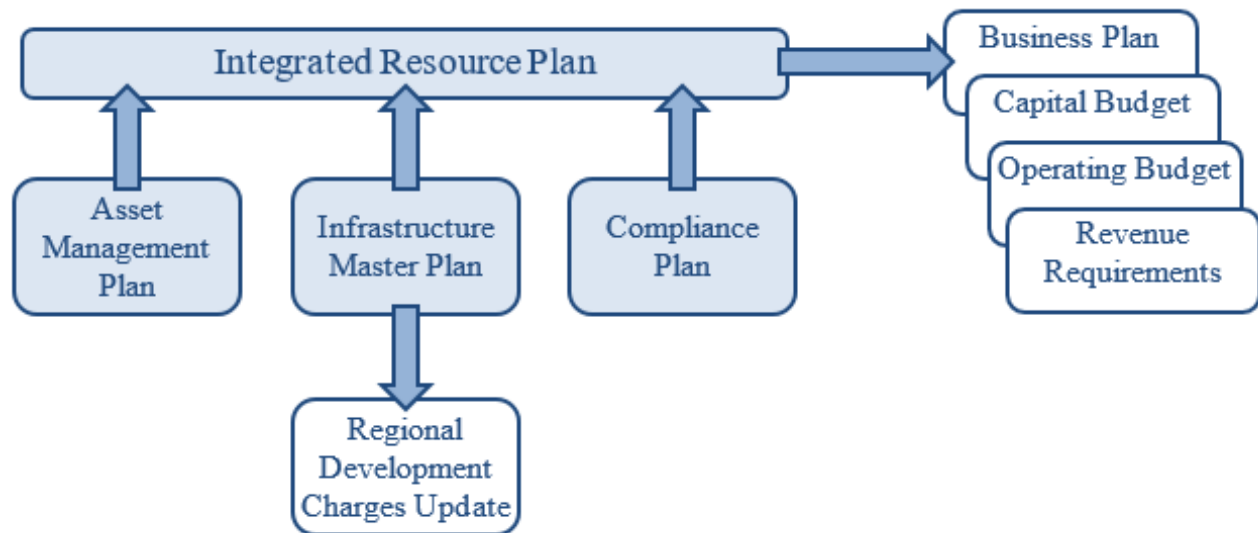 Integrated Resource Plan
Business Plan
Capital Budget
Operating Budget
Revenue
Requirements
Asset
Management
Plan
Infrastructure
Master Plan
Compliance
Plan
Regional
Development
Charges Update